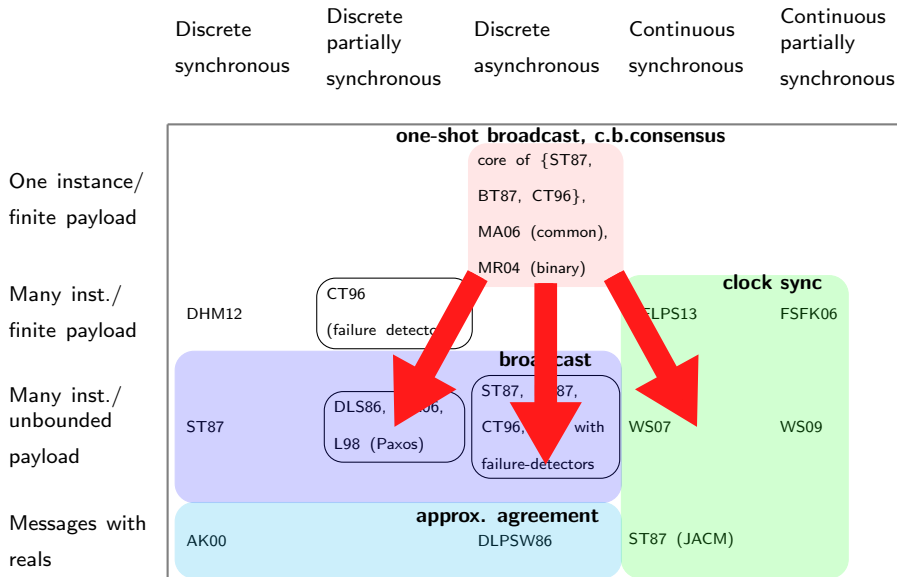 Discrete
synchronous
Discrete
partially
synchronous
Discrete
asynchronous
Continuous
synchronous
Continuous
partially
synchronous
one-shot broadcast, c.b.consensus
One instance/
finite payload
core of {ST87,
BT87, CT96},
MA06 (common),
MR04 (binary)
Many inst./
finite payload
DHM12
CT96
(failure detecto
clock sync
FLPS13
FSFK06
broadcast
Many inst./
unbounded
payload
ST87
DLS86, 06,
L98 (Paxos)
ST87, 87,
CT96, with
failure-detectors
WS07
WS09
Messages with
reals
approx. agreement
AK00
DLPSW86
ST87 (JACM)